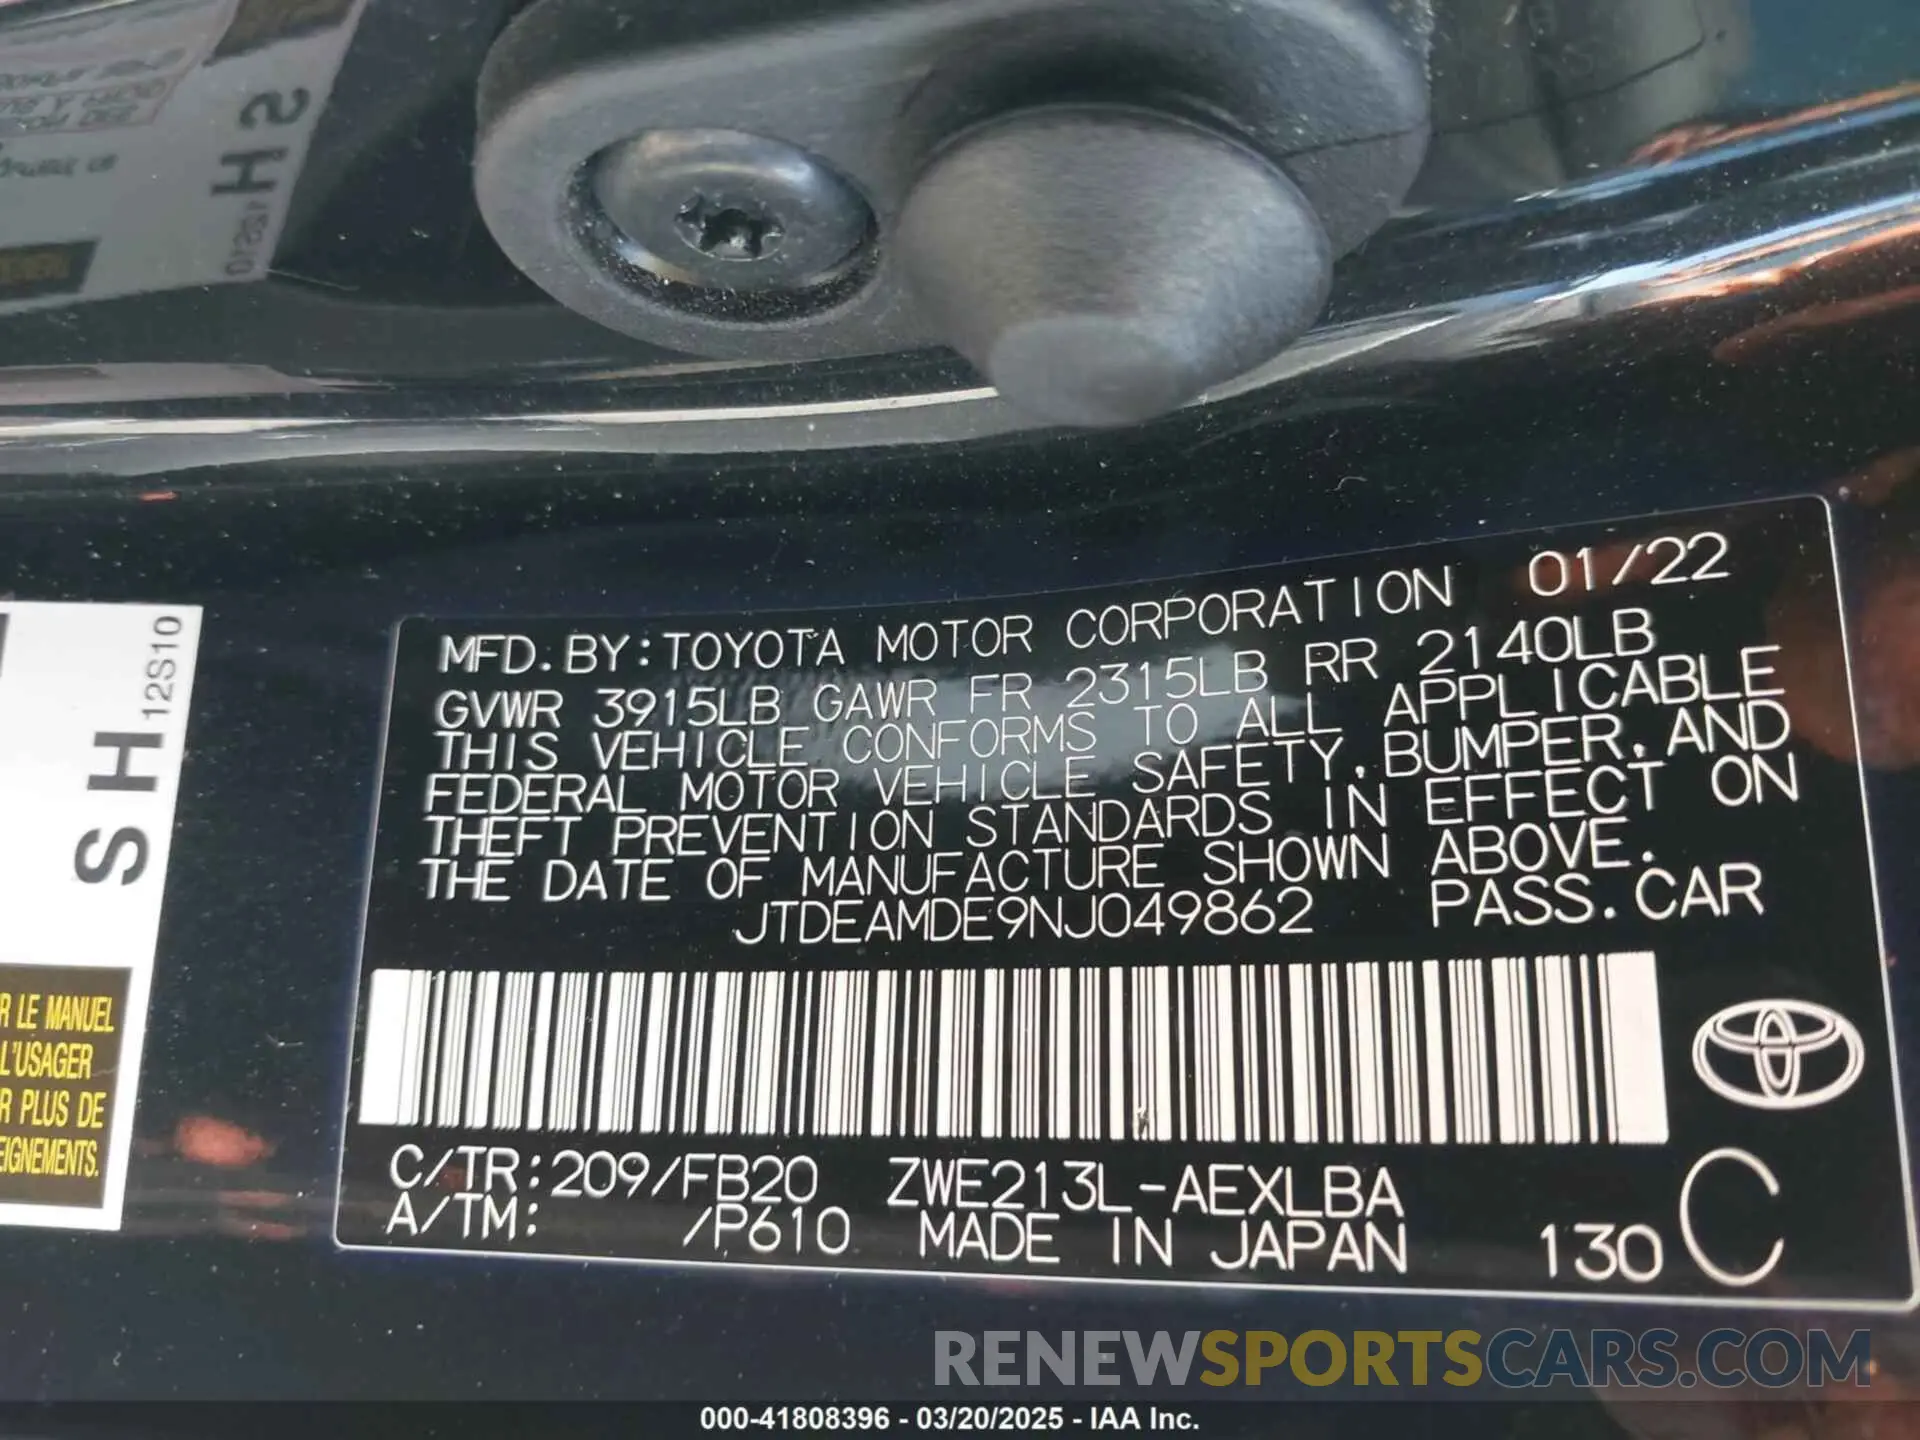 MFD. BY: TOYOTA MOTOR CORPORATION 01/22
GVWR 3915LB GAWR FR 2315LB RR 2140LB
THIS VEHICLE CONFORMS TO ALL APPLICABLE
FEDERAL MOTOR VEHICLE SAFETY, BUMPER, AND
THEFT PREVENTION STANDARDS IN EFFECT ON
THE DATE OF MANUFACTURE SHOWN ABOVE.
JTDEAMDE9NJ049862 PASS. CAR
C/TR: 209/FB20 ZWE213L-AEXLBA
A/TM: /P610 MADE IN JAPAN 130 C
SH 12S10
R LE MANUEL
L'USAGER
R PLUS DE
EIGNEMENTS.
RENEWSPORTSCARS.COM
000-41808396 - 03/20/2025 - IAA Inc.